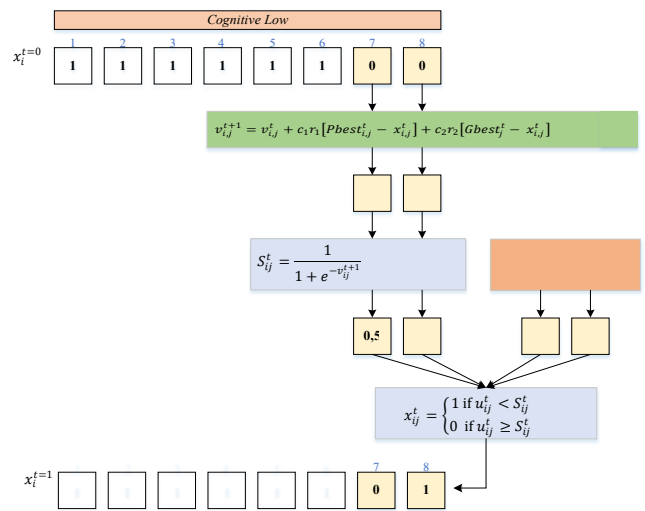 Cognitive Low
1 2 3 4 5 6 7 8
x_i^{t=0} 1 1 1 1 1 1 0 0
v_{i,j}^{t+1} = v_{i,j}^t + c_1r_1[Pbest_{i,j}^t − x_{i,j}^t] + c_2r_2[Gbest_j^t − x_{i,j}^t]
S_{ij}^t = \frac{1}{1 + e^{-v_{ij}^{t+1}}}
0,5
x_{ij}^t = {1 if u_{ij}^t < S_{ij}^t
0 if u_{ij}^t ≥ S_{ij}^t
7 8
x_i^{t=1} 0 1